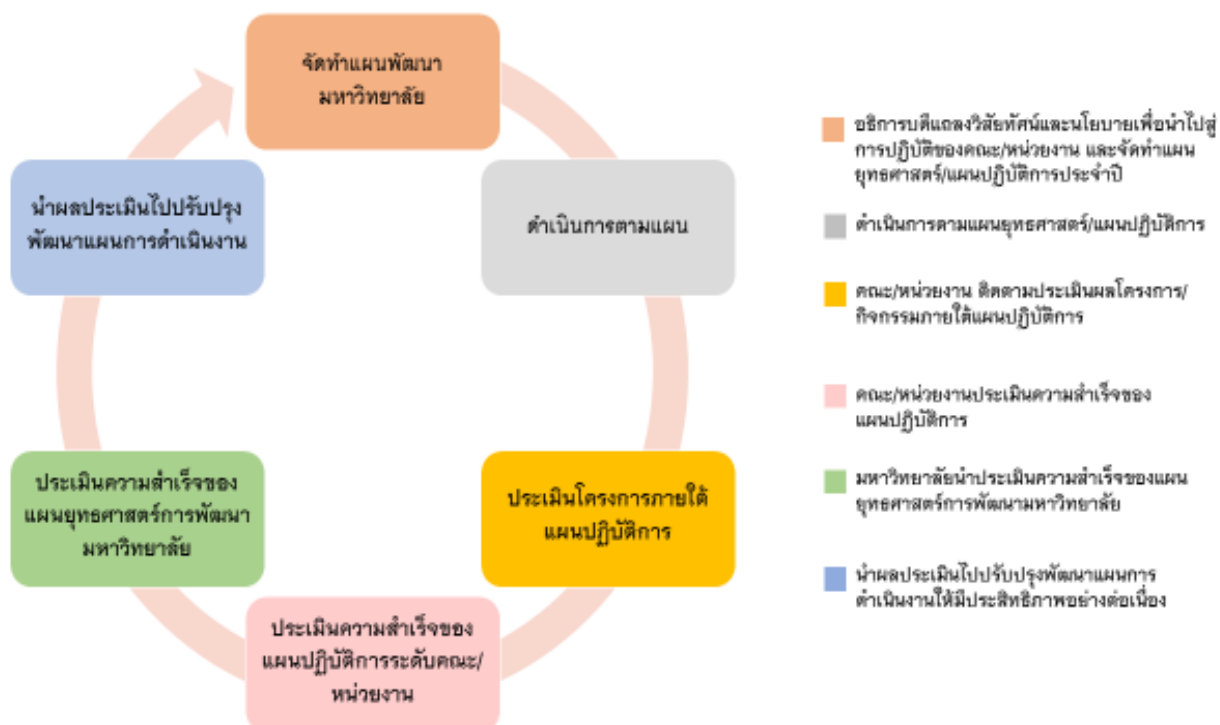 จัดทำแผนพัฒนา
มหาวิทยาลัย
ดำเนินการตามแผน
ประเมินโครงการภายใต้
แผนปฏิบัติการ
ประเมินความสำเร็จของ
แผนปฏิบัติการระดับคณะ/
หน่วยงาน
ประเมินความสำเร็จของ
แผนยุทธศาสตร์การพัฒนา
มหาวิทยาลัย
นำผลประเมินไปปรับปรุง
พัฒนาแผนการดำเนินงาน
อธิการบดีแถลงวิสัยทัศน์และนโยบายเพื่อนำไปสู่
การปฏิบัติของคณะ/หน่วยงาน และจัดทำแผน
ยุทธศาสตร์/แผนปฏิบัติการประจำปี
ดำเนินการตามแผนยุทธศาสตร์/แผนปฏิบัติการ
คณะ/หน่วยงาน ติดตามประเมินผลโครงการ/
กิจกรรมภายใต้แผนปฏิบัติการ
คณะ/หน่วยงานประเมินความสำเร็จของ
แผนปฏิบัติการ
มหาวิทยาลัยนำประเมินความสำเร็จของแผน
ยุทธศาสตร์การพัฒนามหาวิทยาลัย
นำผลประเมินไปปรับปรุงพัฒนาแผนการ
ดำเนินงานให้มีประสิทธิภาพอย่างต่อเนื่อง